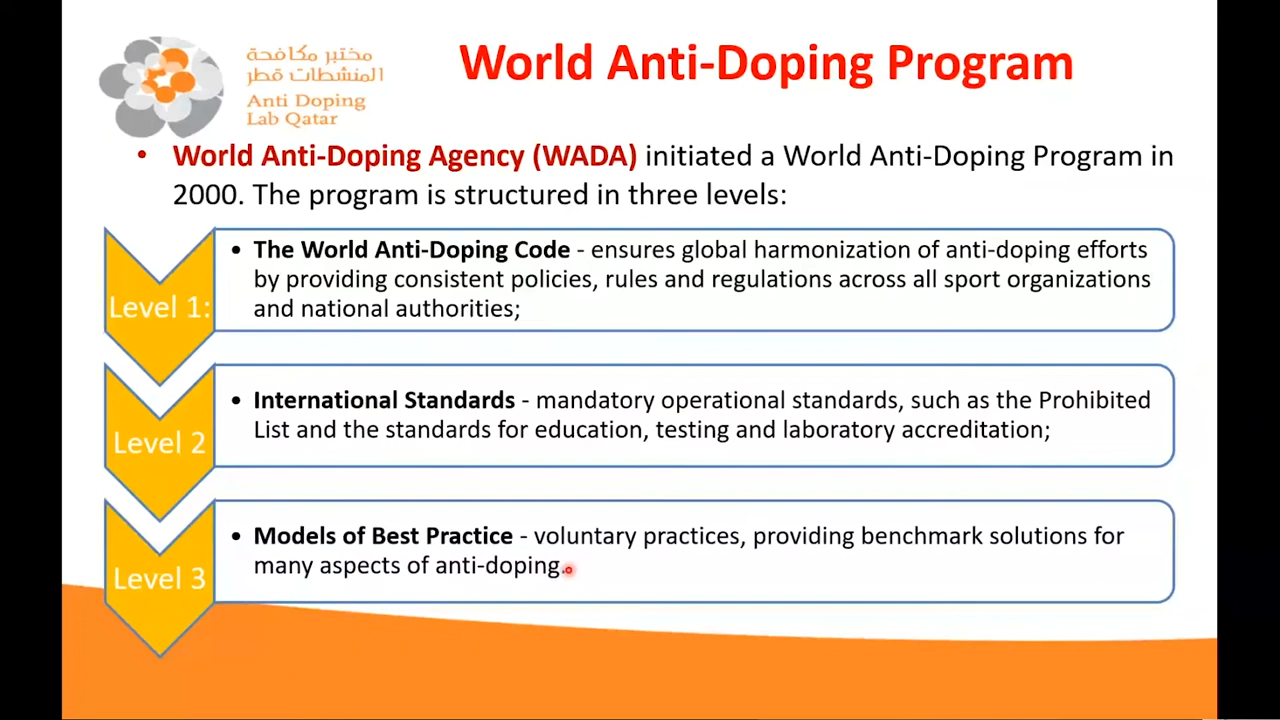 مختبر مكافحة
المنشطات قطر
Anti Doping
Lab Qatar
World Anti-Doping Program
• World Anti-Doping Agency (WADA) initiated a World Anti-Doping Program in
2000. The program is structured in three levels:
Level 1:
• The World Anti-Doping Code - ensures global harmonization of anti-doping efforts
by providing consistent policies, rules and regulations across all sport organizations
and national authorities;
Level 2
• International Standards - mandatory operational standards, such as the Prohibited
List and the standards for education, testing and laboratory accreditation;
Level 3
• Models of Best Practice - voluntary practices, providing benchmark solutions for
many aspects of anti-doping.